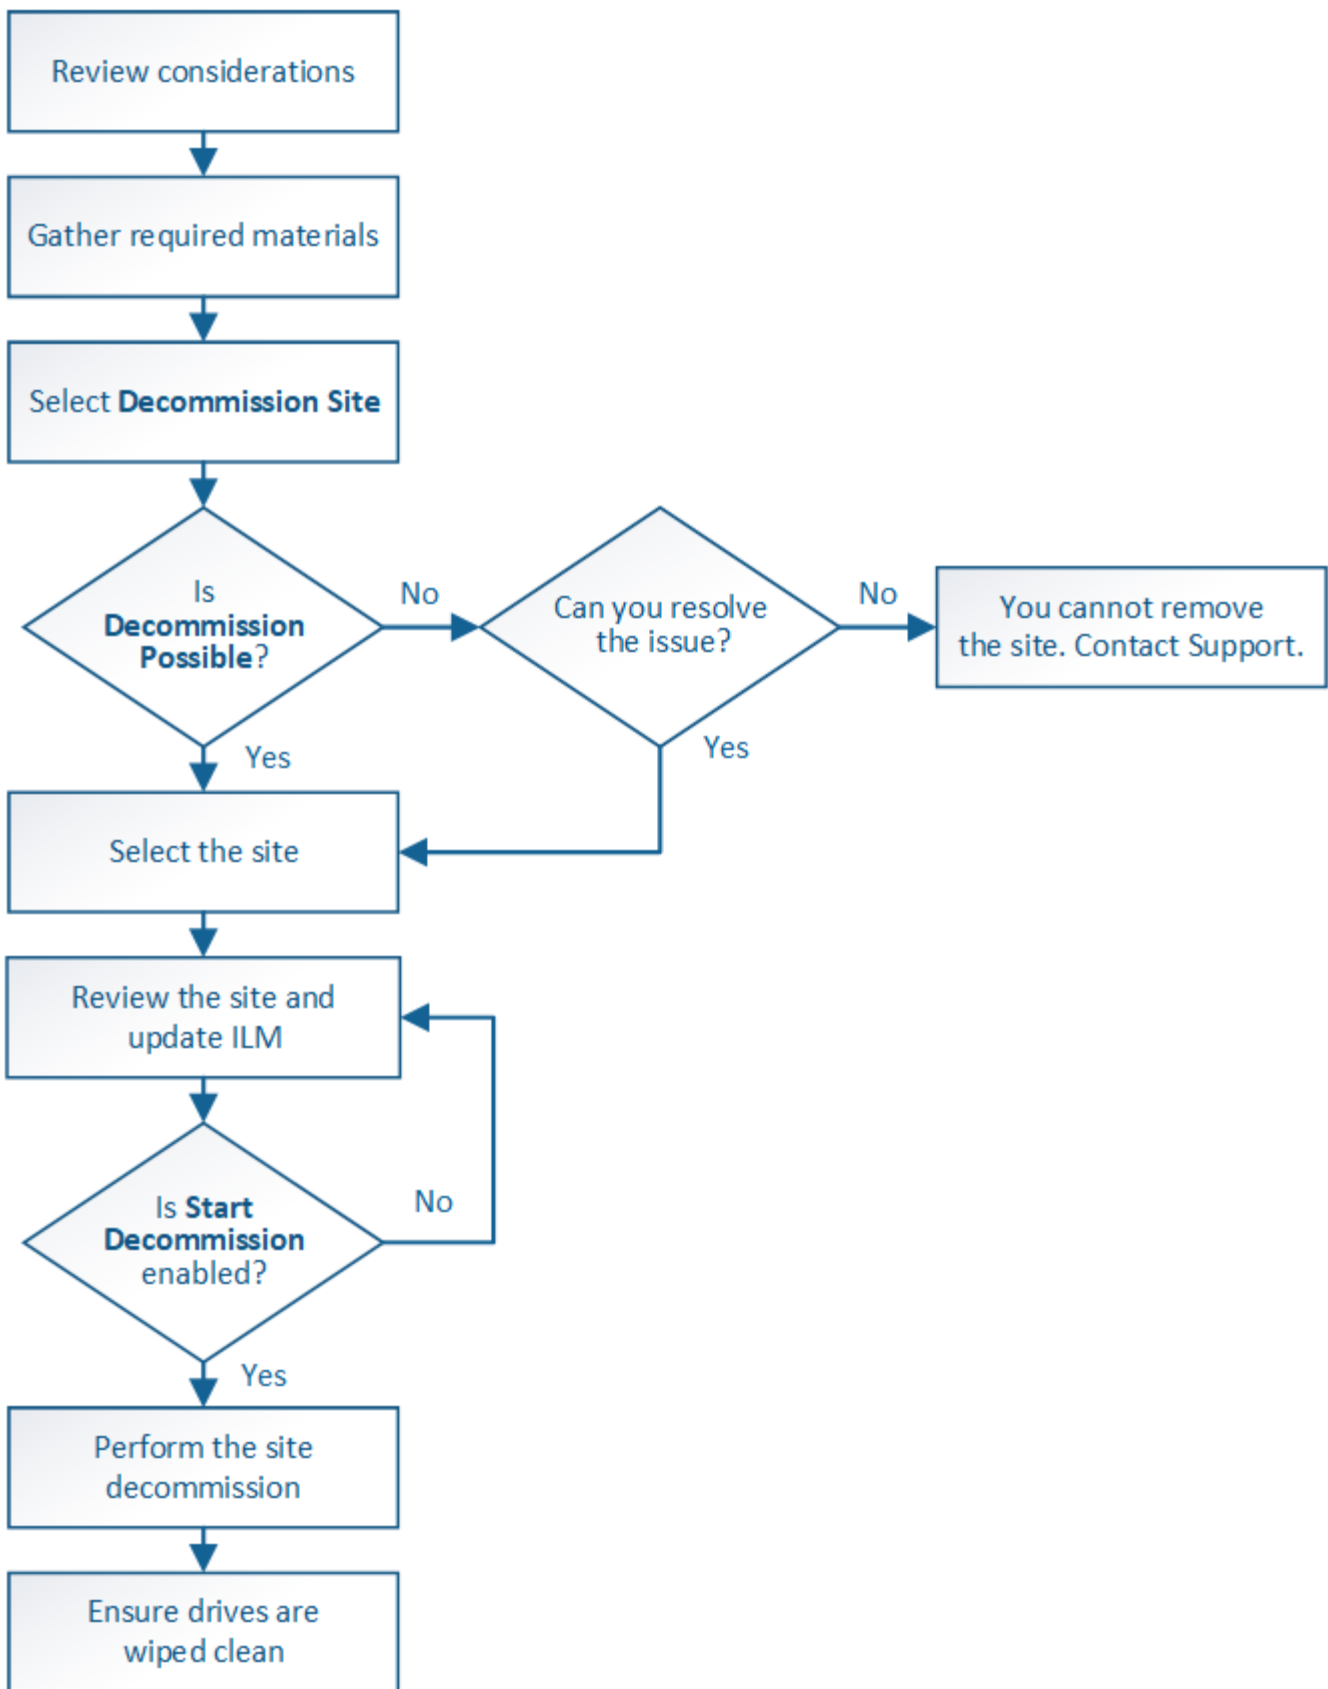 Review considerations
Gather required materials
Select Decommission Site
Is
Decommission
Possible?
No
Can you resolve
the issue?
No
You cannot remove
the site. Contact Support.
Yes
Yes
Select the site
Review the site and
update ILM
Is Start
Decommission
enabled?
No
Yes
Perform the site
decommission
Ensure drives are
wiped clean